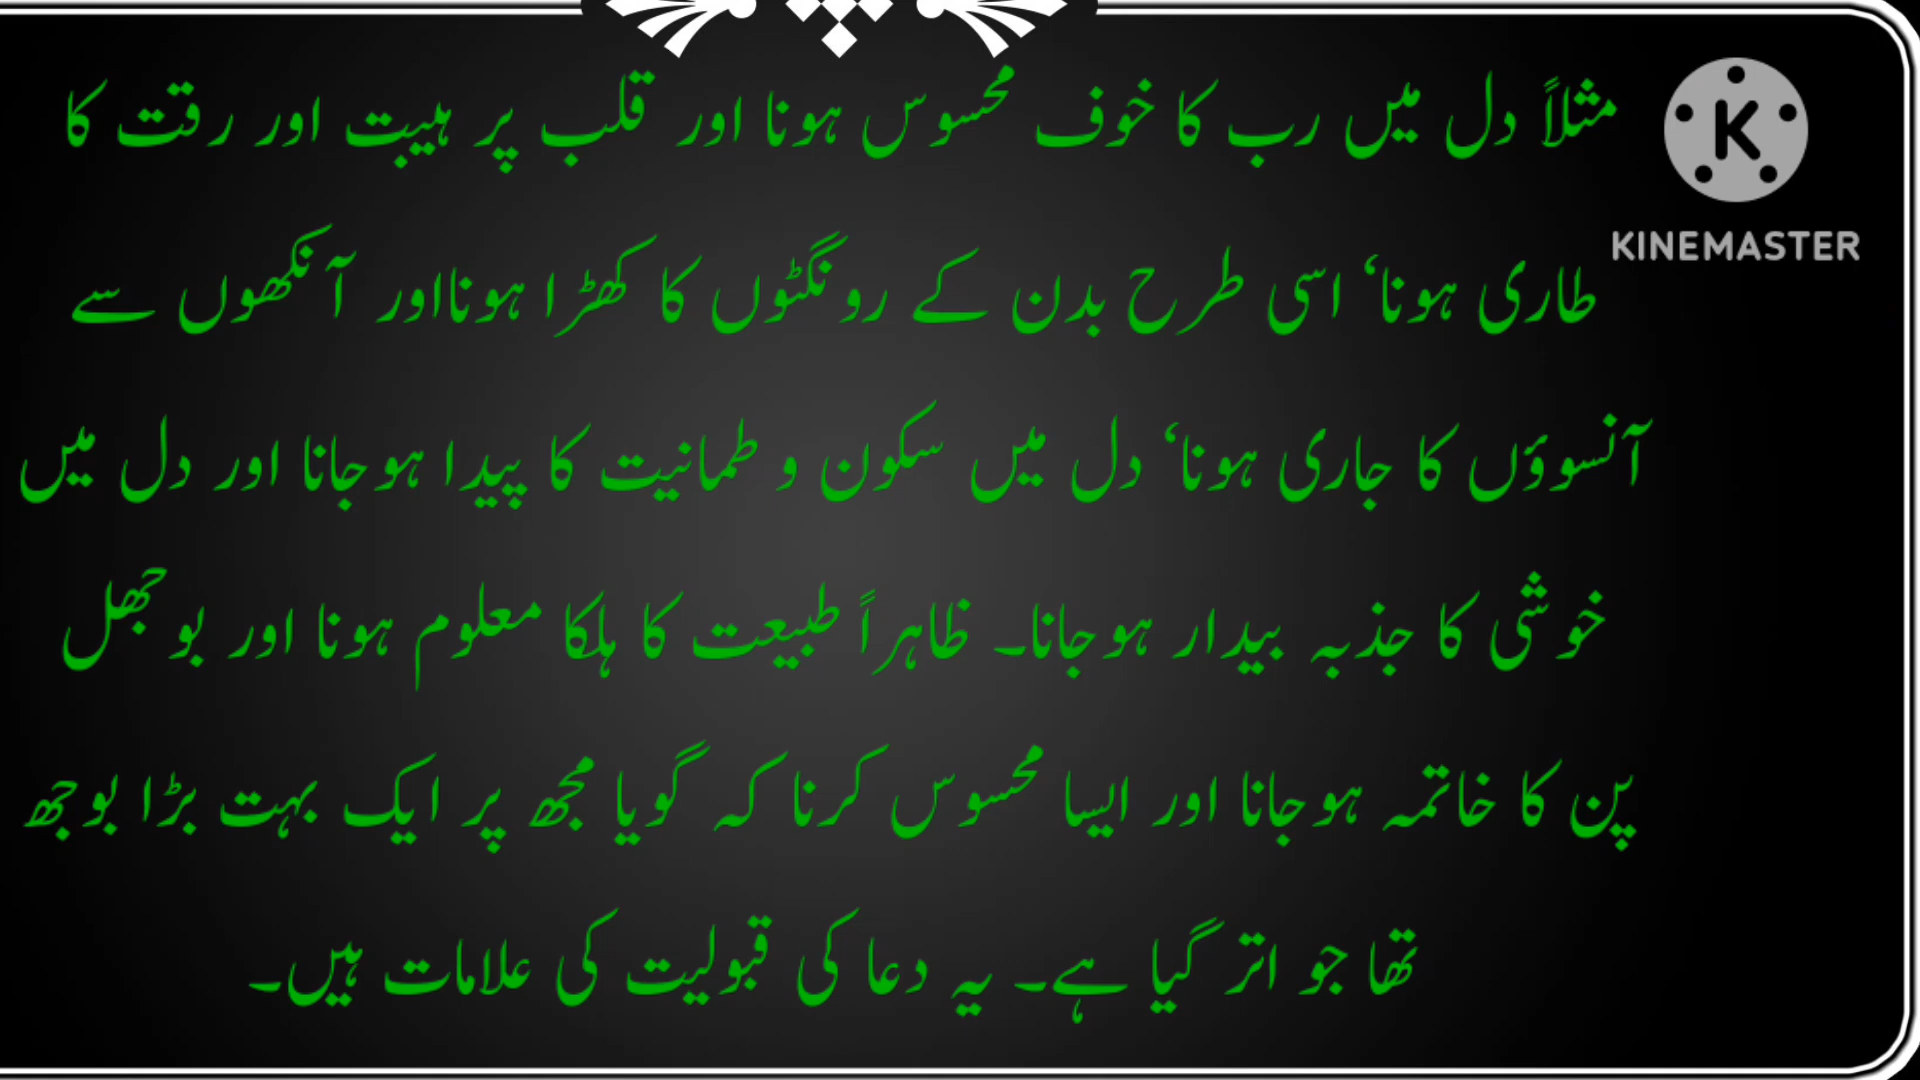 مثلاً دل میں رب کا خوف محسوس ہونا اور قلب پر ہیبت اور رقت کا
طاری ہونا‘ اسی طرح بدن کے رونگٹوں کا کھڑا ہونااور آنکھوں سے
آنسوؤں کا جاری ہونا‘ دل میں سکون و طمانیت کا پیدا ہوجانا اور دل میں
خوشی کا جذبہ بیدار ہوجانا۔ ظاہراً طبیعت کا ہلکا معلوم ہونا اور بوجھل
پن کا خاتمہ ہوجانا اور ایسا محسوس کرنا کہ گویا مجھ پر ایک بہت بڑا بوجھ
تھا جو اتر گیا ہے۔ یہ دعا کی قبولیت کی علامات ہیں۔
K
KINEMASTER